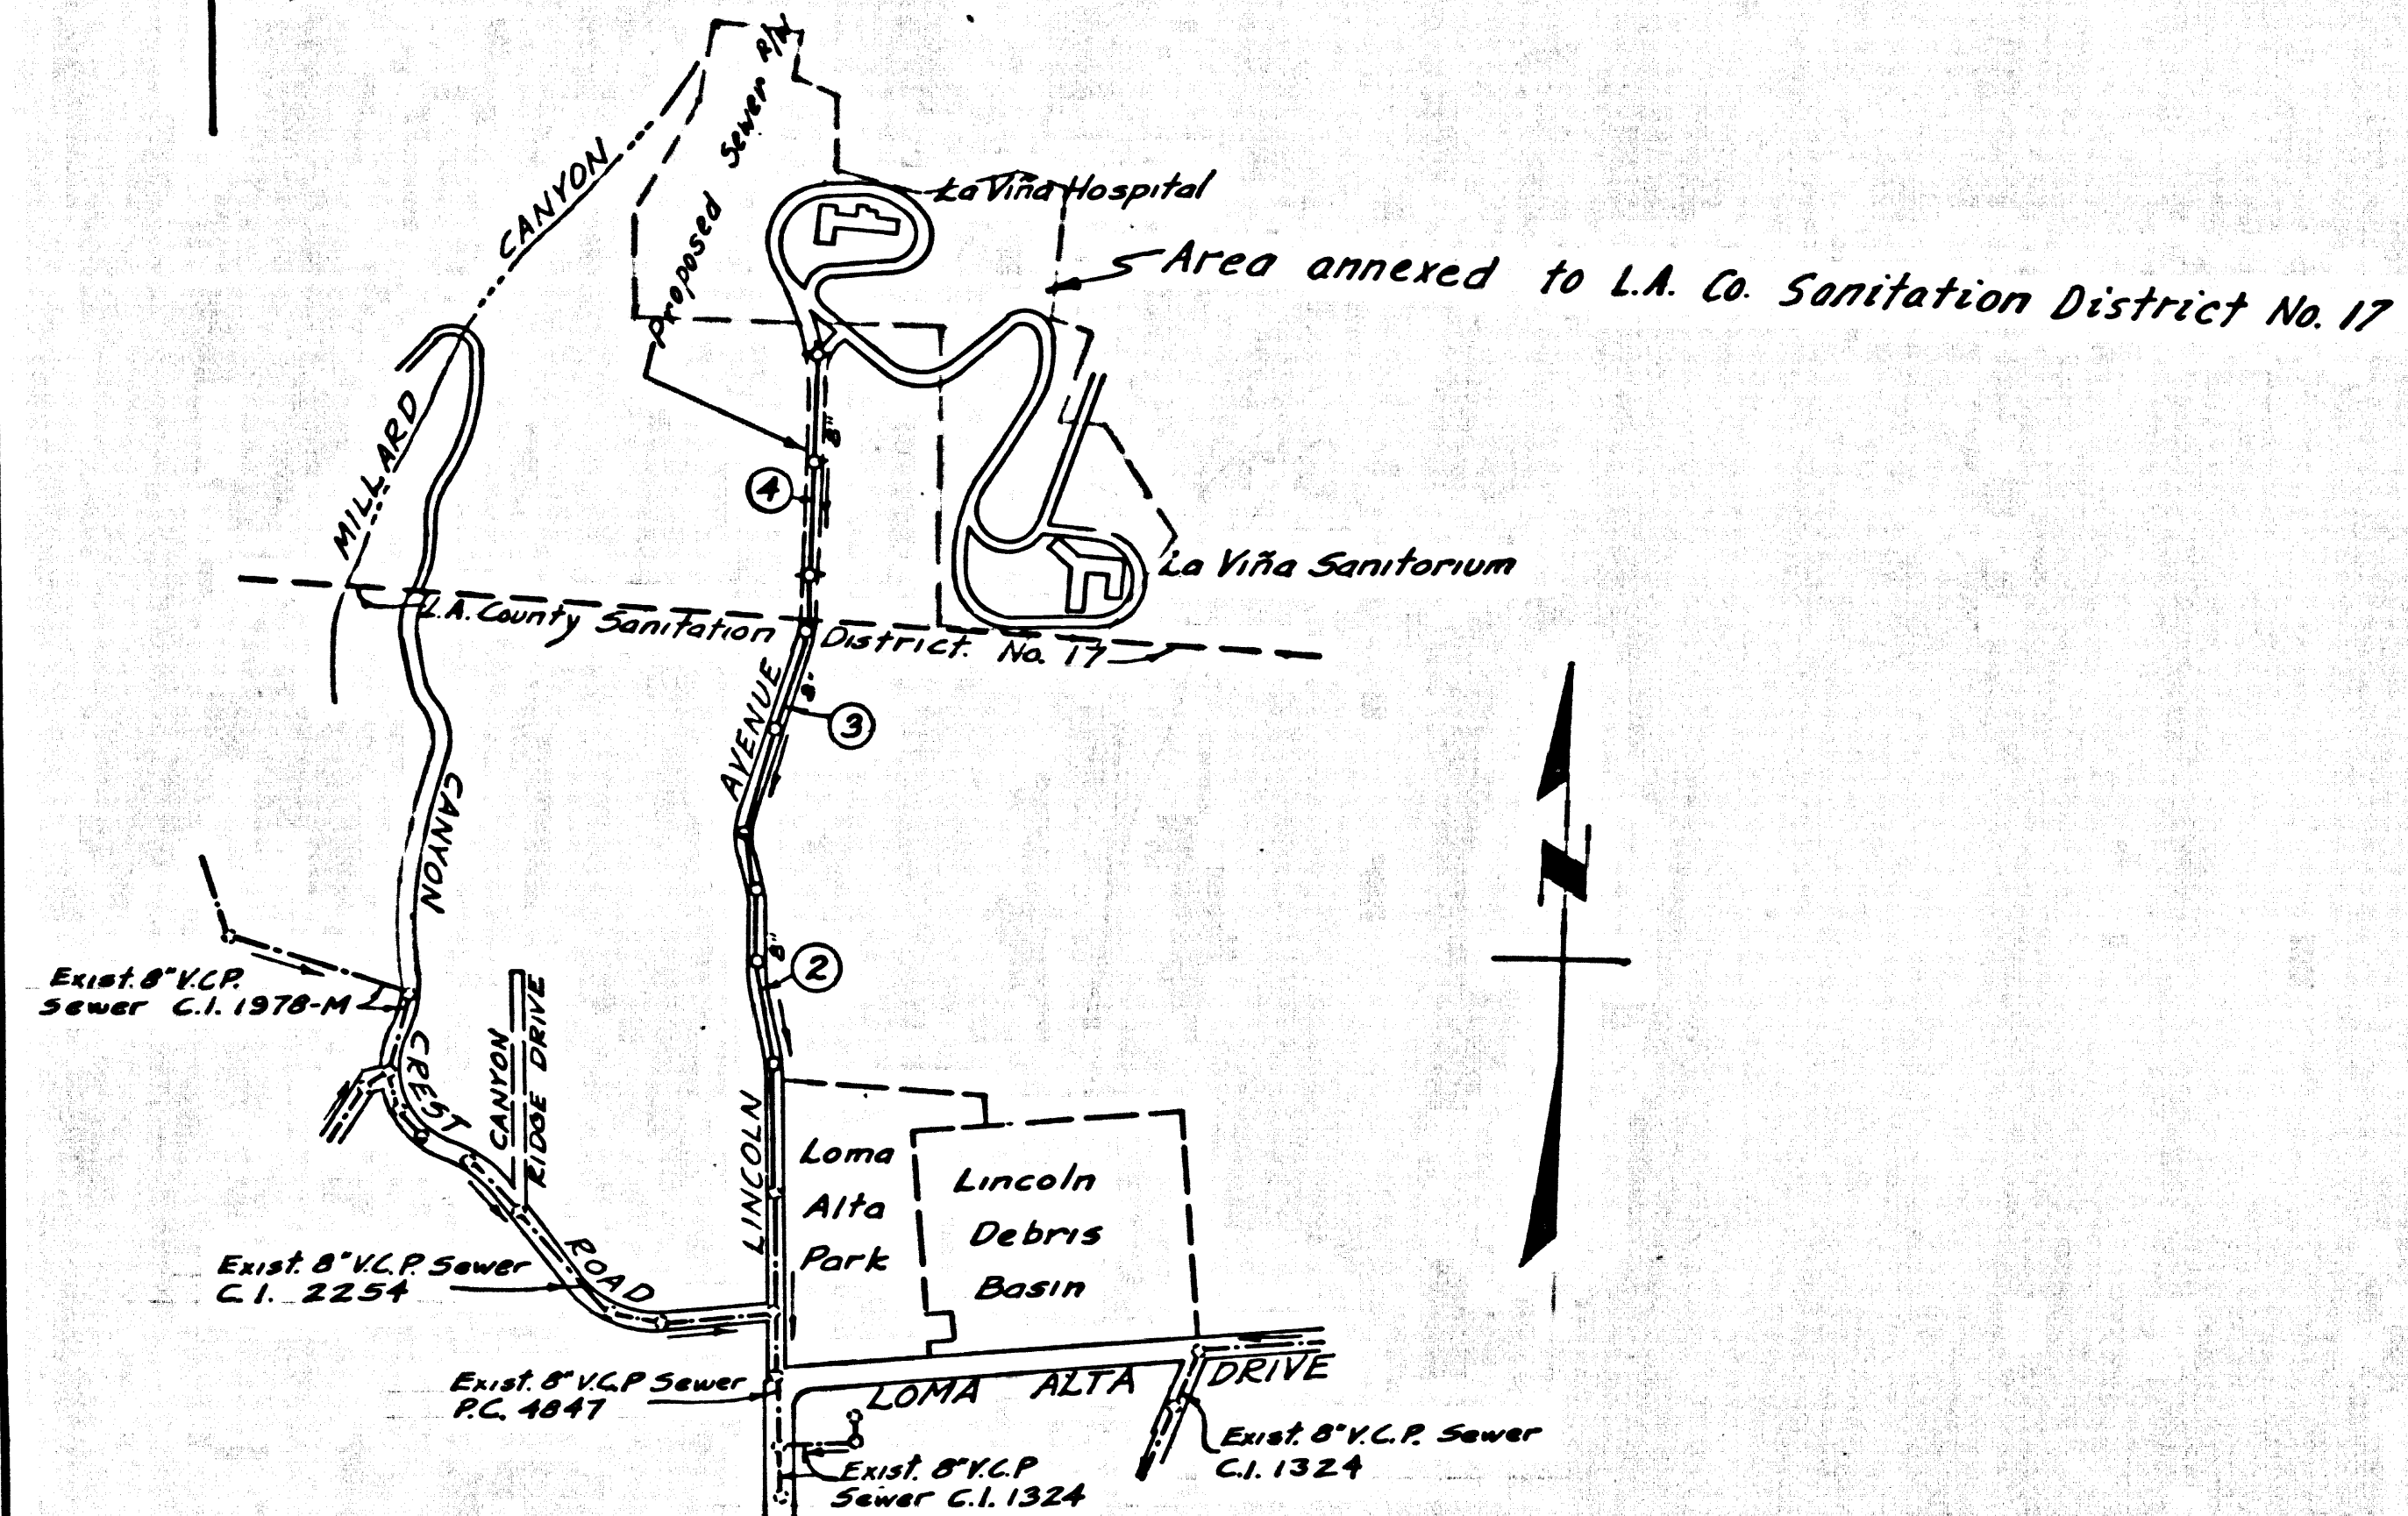 Proposed Sewer R/W
CANYON
La Viña Hospital
Area annexed to L.A. Co. Sanitation District No. 17
MILLARD
8"
4
La Viña Sanitorium
L.A. County Sanitation District. No. 17
8"
3
AVENUE
CANYON
N
8"
2
Exist. 8" V.C.P.
Sewer C.I. 1978-M
CREST
CANYON
RIDGE DRIVE
LINCOLN
Loma
Alta
Park
Lincoln
Debris
Basin
ROAD
Exist. 8" V.C.P. Sewer
C.I. 2254
Exist. 8" V.C.P Sewer
P.C. 4847
LOMA ALTA DRIVE
Exist. 8" V.C.P. Sewer
C.I. 1324
Exist. 8" V.C.P
Sewer C.I. 1324